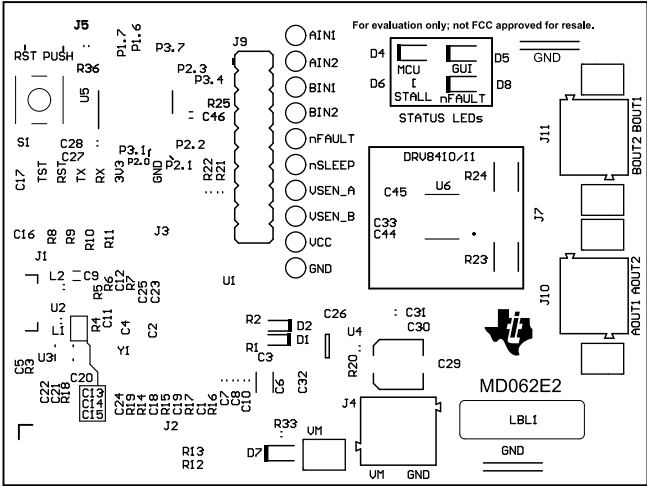 J5
P1.7
P1.6
J9
AIN1
For evaluation only; not FCC approved for resale.
RST PUSH
P3.7
AIN2
D4
MCU
GUI
D5
GND
R36
P2.3
P3.4
BIN1
D6
STALL
nFAULT
D8
U5
R25
C46
BIN2
STATUS LEDs
S1
C28
C27
P3.1
P2.0
P2.2
P2.1
nFAULT
DRV8410/11
J11
BOUT2 BOUT1
C17
TST
RST
TX
RX
3V3
GND
R22
R21
nSLEEP
VSEN_A
C45
U6
R24
VSEN_B
C33
C44
J7
C16
R8
R9
R10
R11
J3
VCC
R23
J1
GND
L2
C9
R5
R6
C12
R7
C25
C23
U1
J10
AOUT1 AOUT2
U2
L1
R4
C11
C4
C2
R2
D2
R1
D1
C26
U4
C31
C30
U3
Y1
C5
R3
C3
R20
C29
C22
C21
R18
C20
C13
C14
C15
C24
R19
R14
C18
R15
C19
R17
C1
R16
C7
C8
C10
C6
C32
MD062E2
J4
LBL1
J2
R33
VM
R13
R12
D7
VM
GND
GND